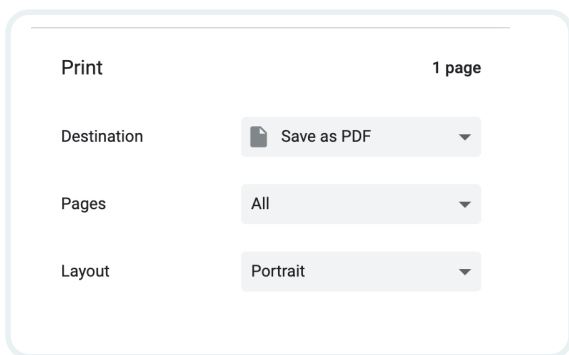 Print 1 page
Destination Save as PDF
Pages All
Layout Portrait